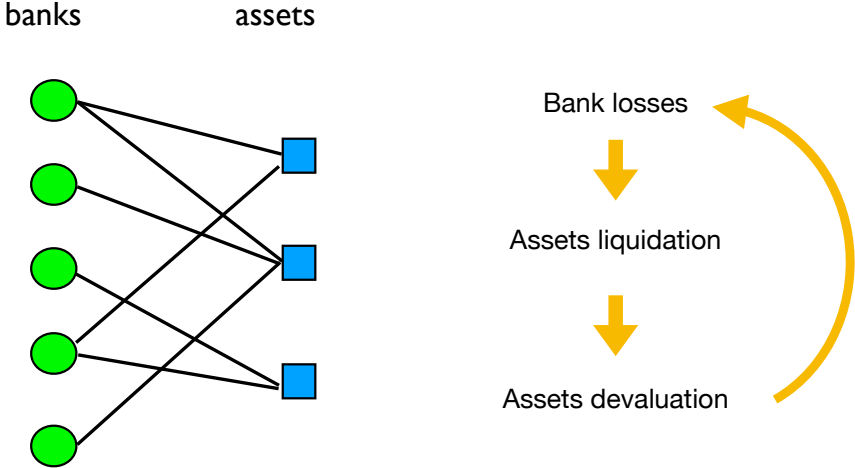 banks
assets
Bank losses
Assets liquidation
Assets devaluation